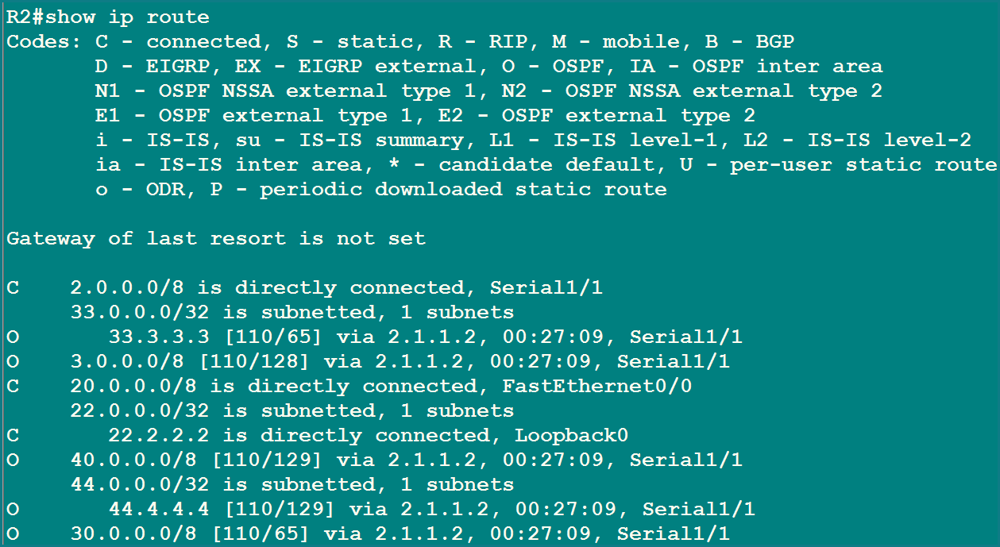 R2#show ip route
Codes: C - connected, S - static, R - RIP, M - mobile, B - BGP
       D - EIGRP, EX - EIGRP external, O - OSPF, IA - OSPF inter area
       N1 - OSPF NSSA external type 1, N2 - OSPF NSSA external type 2
       E1 - OSPF external type 1, E2 - OSPF external type 2
       i - IS-IS, su - IS-IS summary, L1 - IS-IS level-1, L2 - IS-IS level-2
       ia - IS-IS inter area, * - candidate default, U - per-user static route
       o - ODR, P - periodic downloaded static route

Gateway of last resort is not set

C    2.0.0.0/8 is directly connected, Serial1/1
     33.0.0.0/32 is subnetted, 1 subnets
O       33.3.3.3 [110/65] via 2.1.1.2, 00:27:09, Serial1/1
O    3.0.0.0/8 [110/128] via 2.1.1.2, 00:27:09, Serial1/1
C    20.0.0.0/8 is directly connected, FastEthernet0/0
     22.0.0.0/32 is subnetted, 1 subnets
C       22.2.2.2 is directly connected, Loopback0
O    40.0.0.0/8 [110/129] via 2.1.1.2, 00:27:09, Serial1/1
     44.0.0.0/32 is subnetted, 1 subnets
O       44.4.4.4 [110/129] via 2.1.1.2, 00:27:09, Serial1/1
O    30.0.0.0/8 [110/65] via 2.1.1.2, 00:27:09, Serial1/1